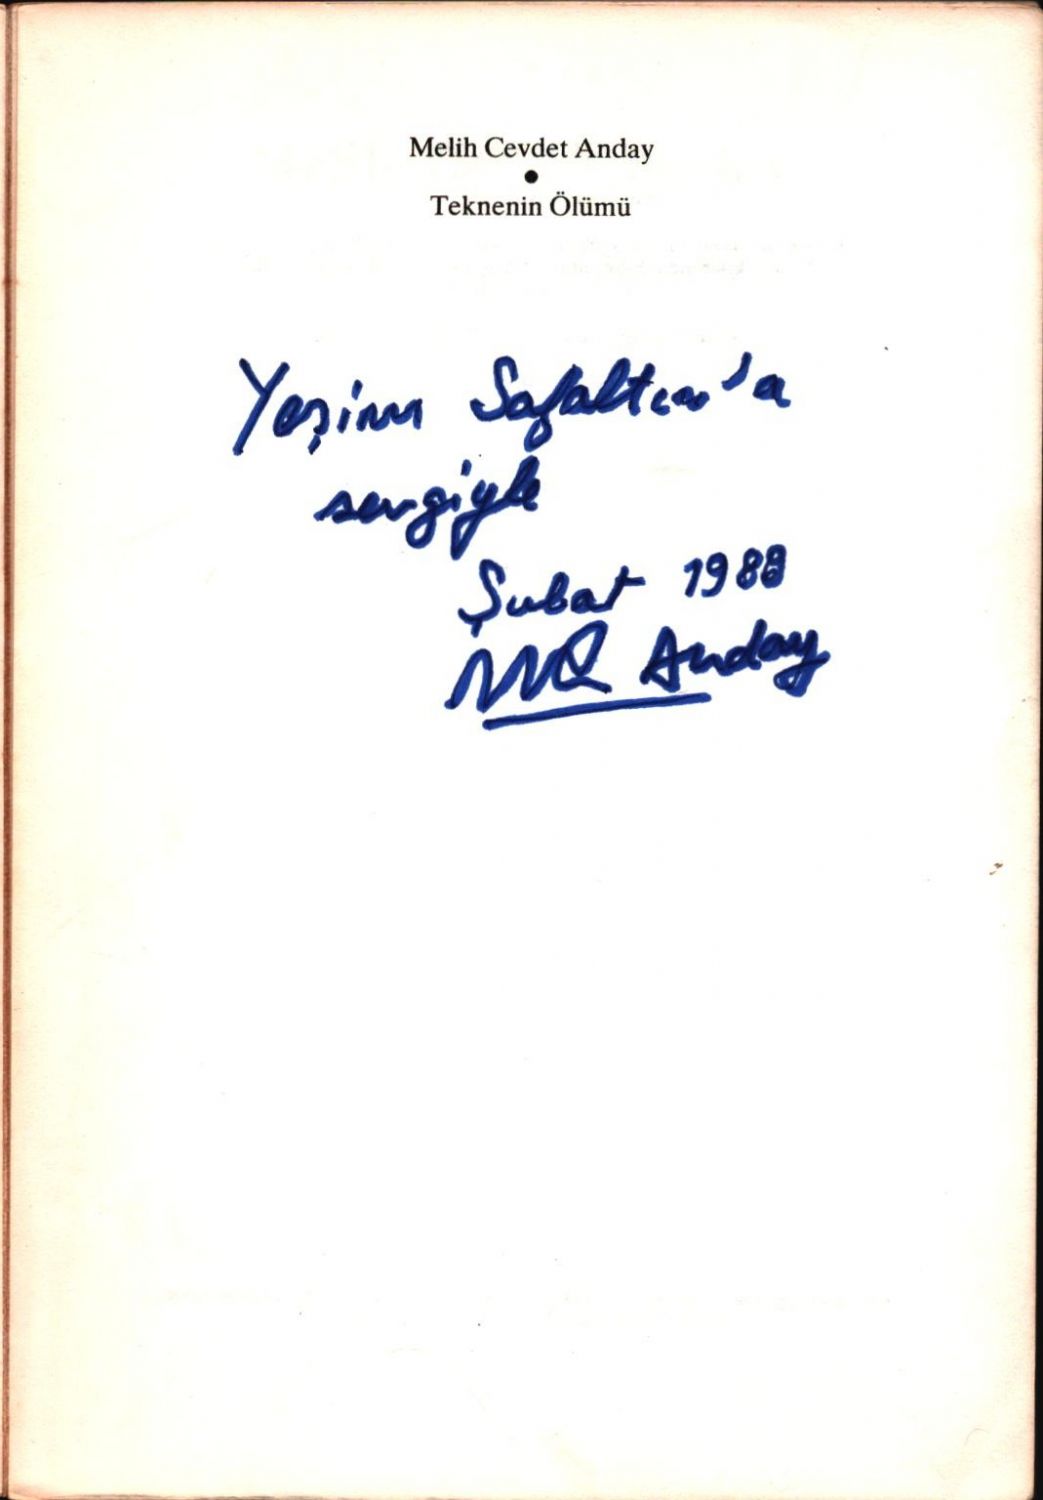 Melih Cevdet Anday
●
Teknenin Ölümü
Yeşim Safaltın'a
sevgiyle
Şubat 1988
Anday